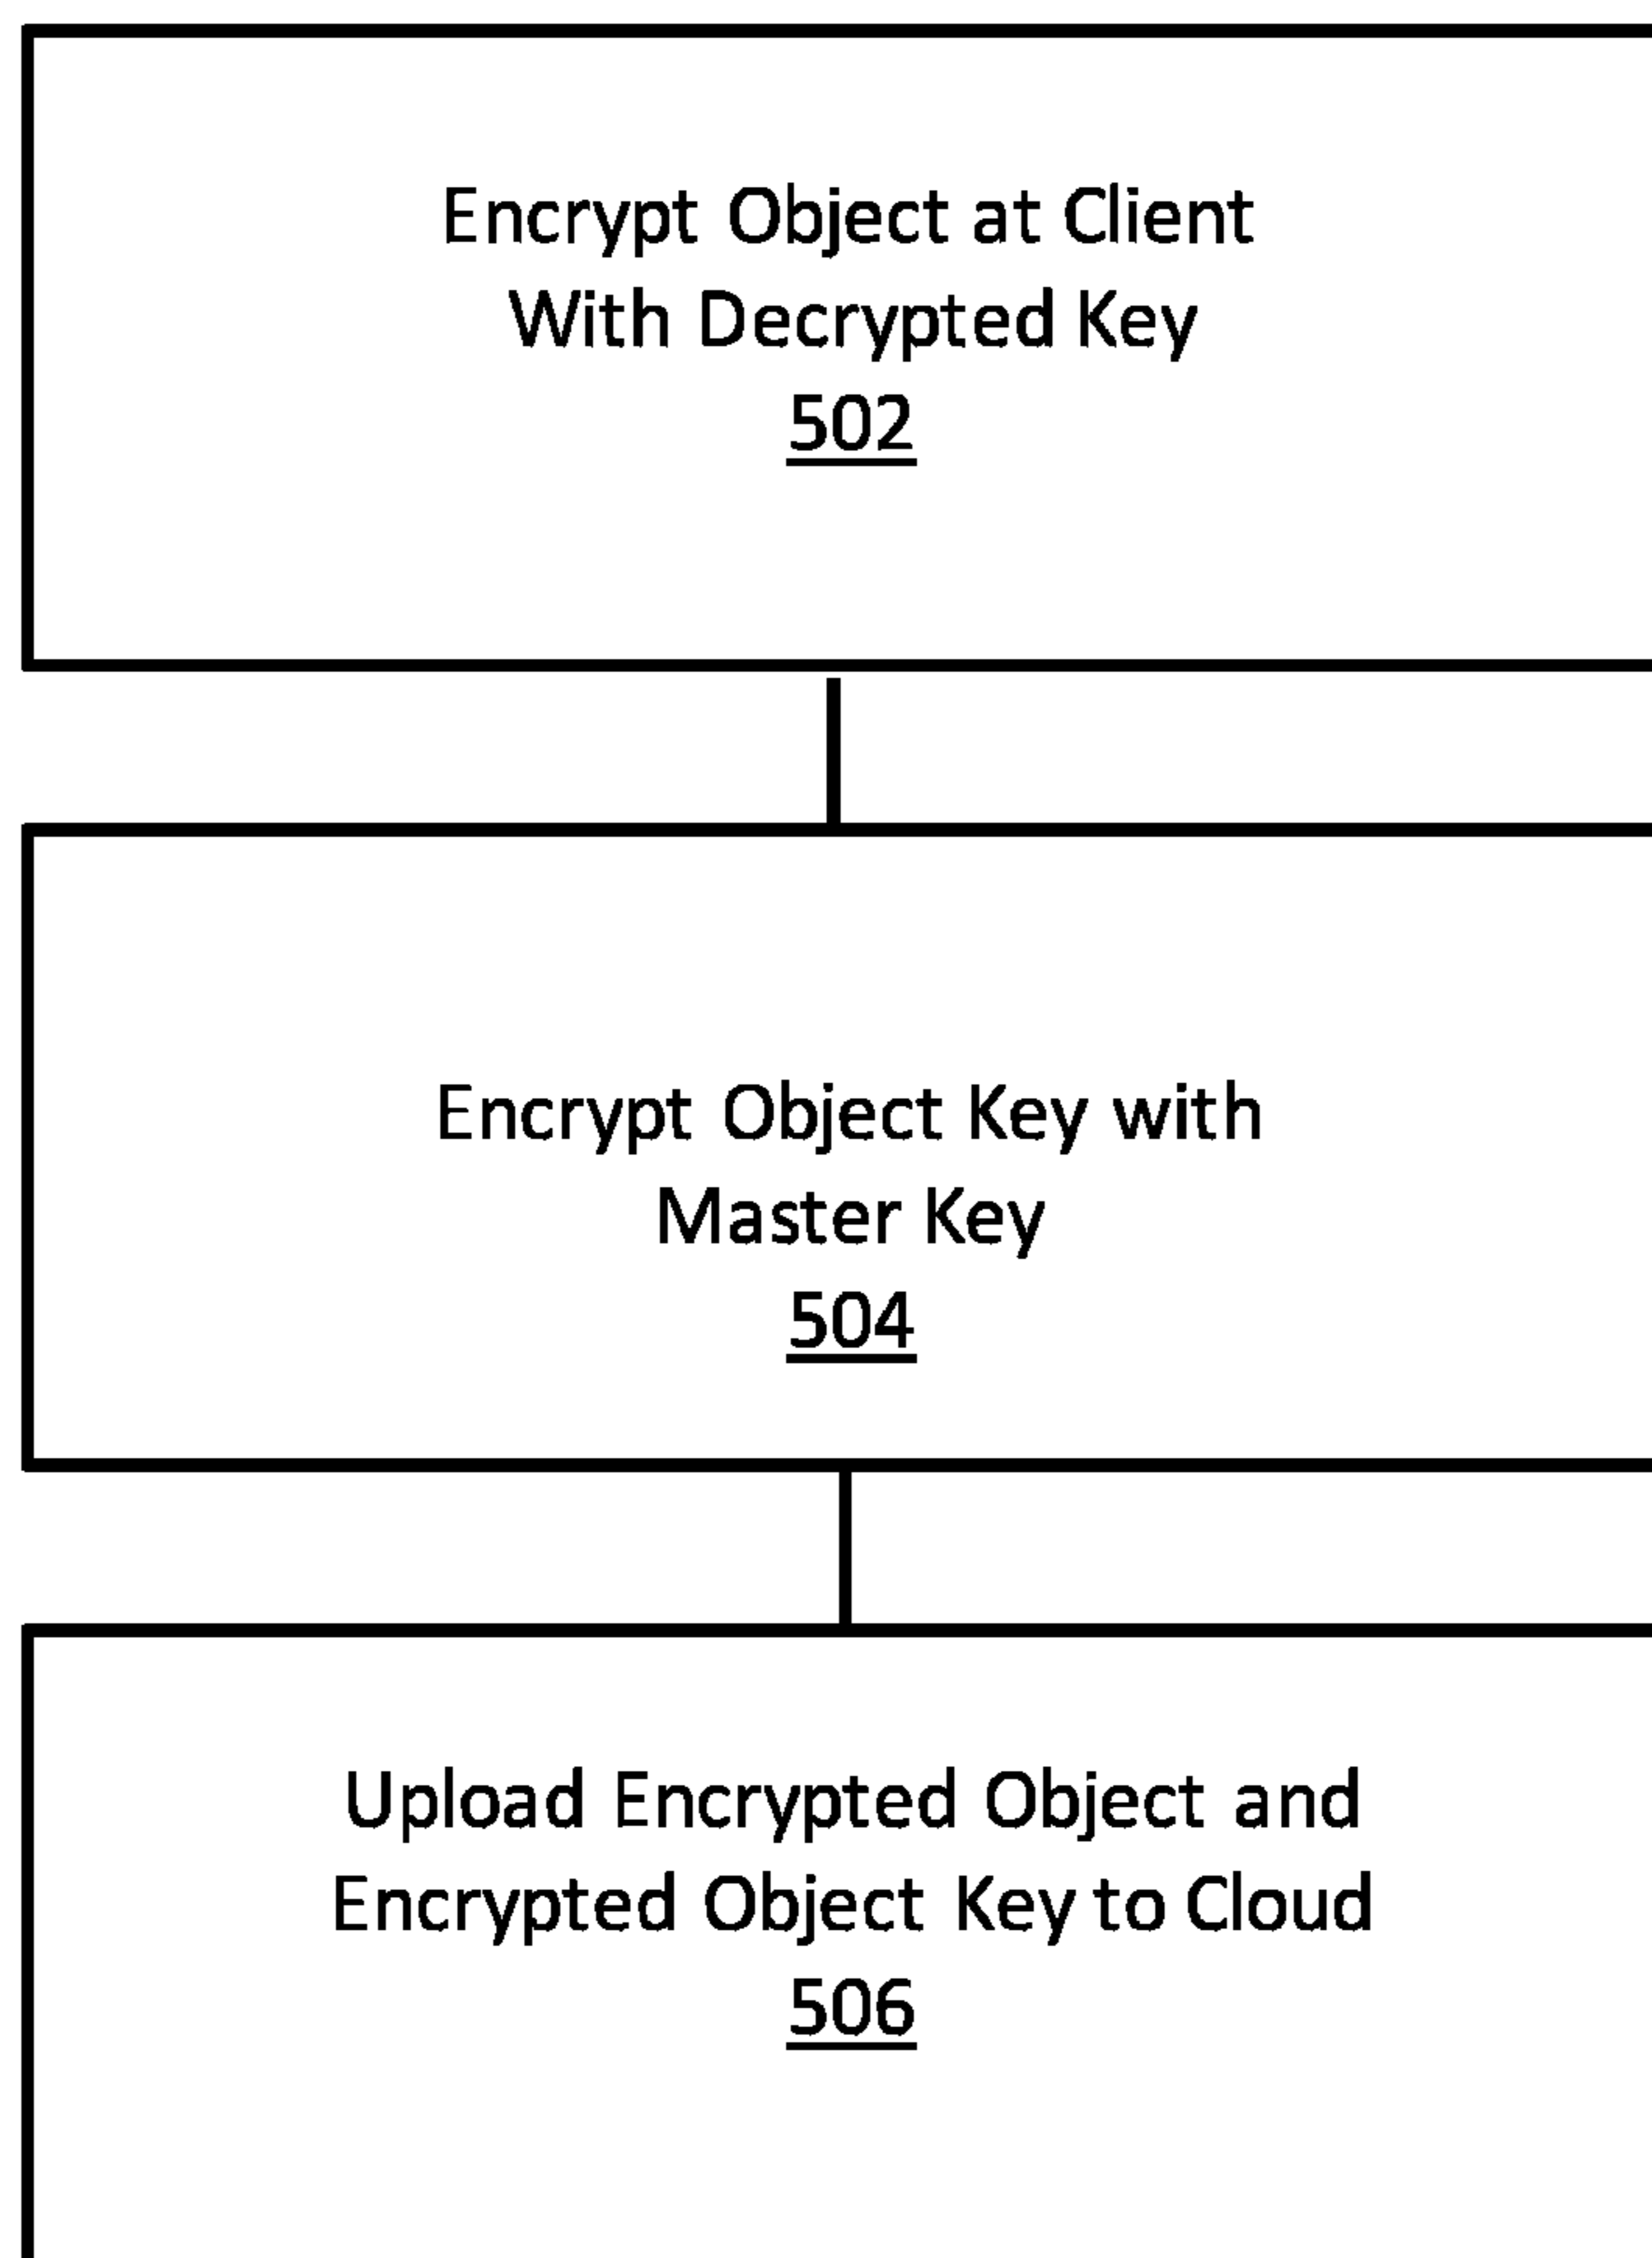 Encrypt Object at Client
With Decrypted Key
502
Encrypt Object Key with
Master Key
504
Upload Encrypted Object and
Encrypted Object Key to Cloud
506